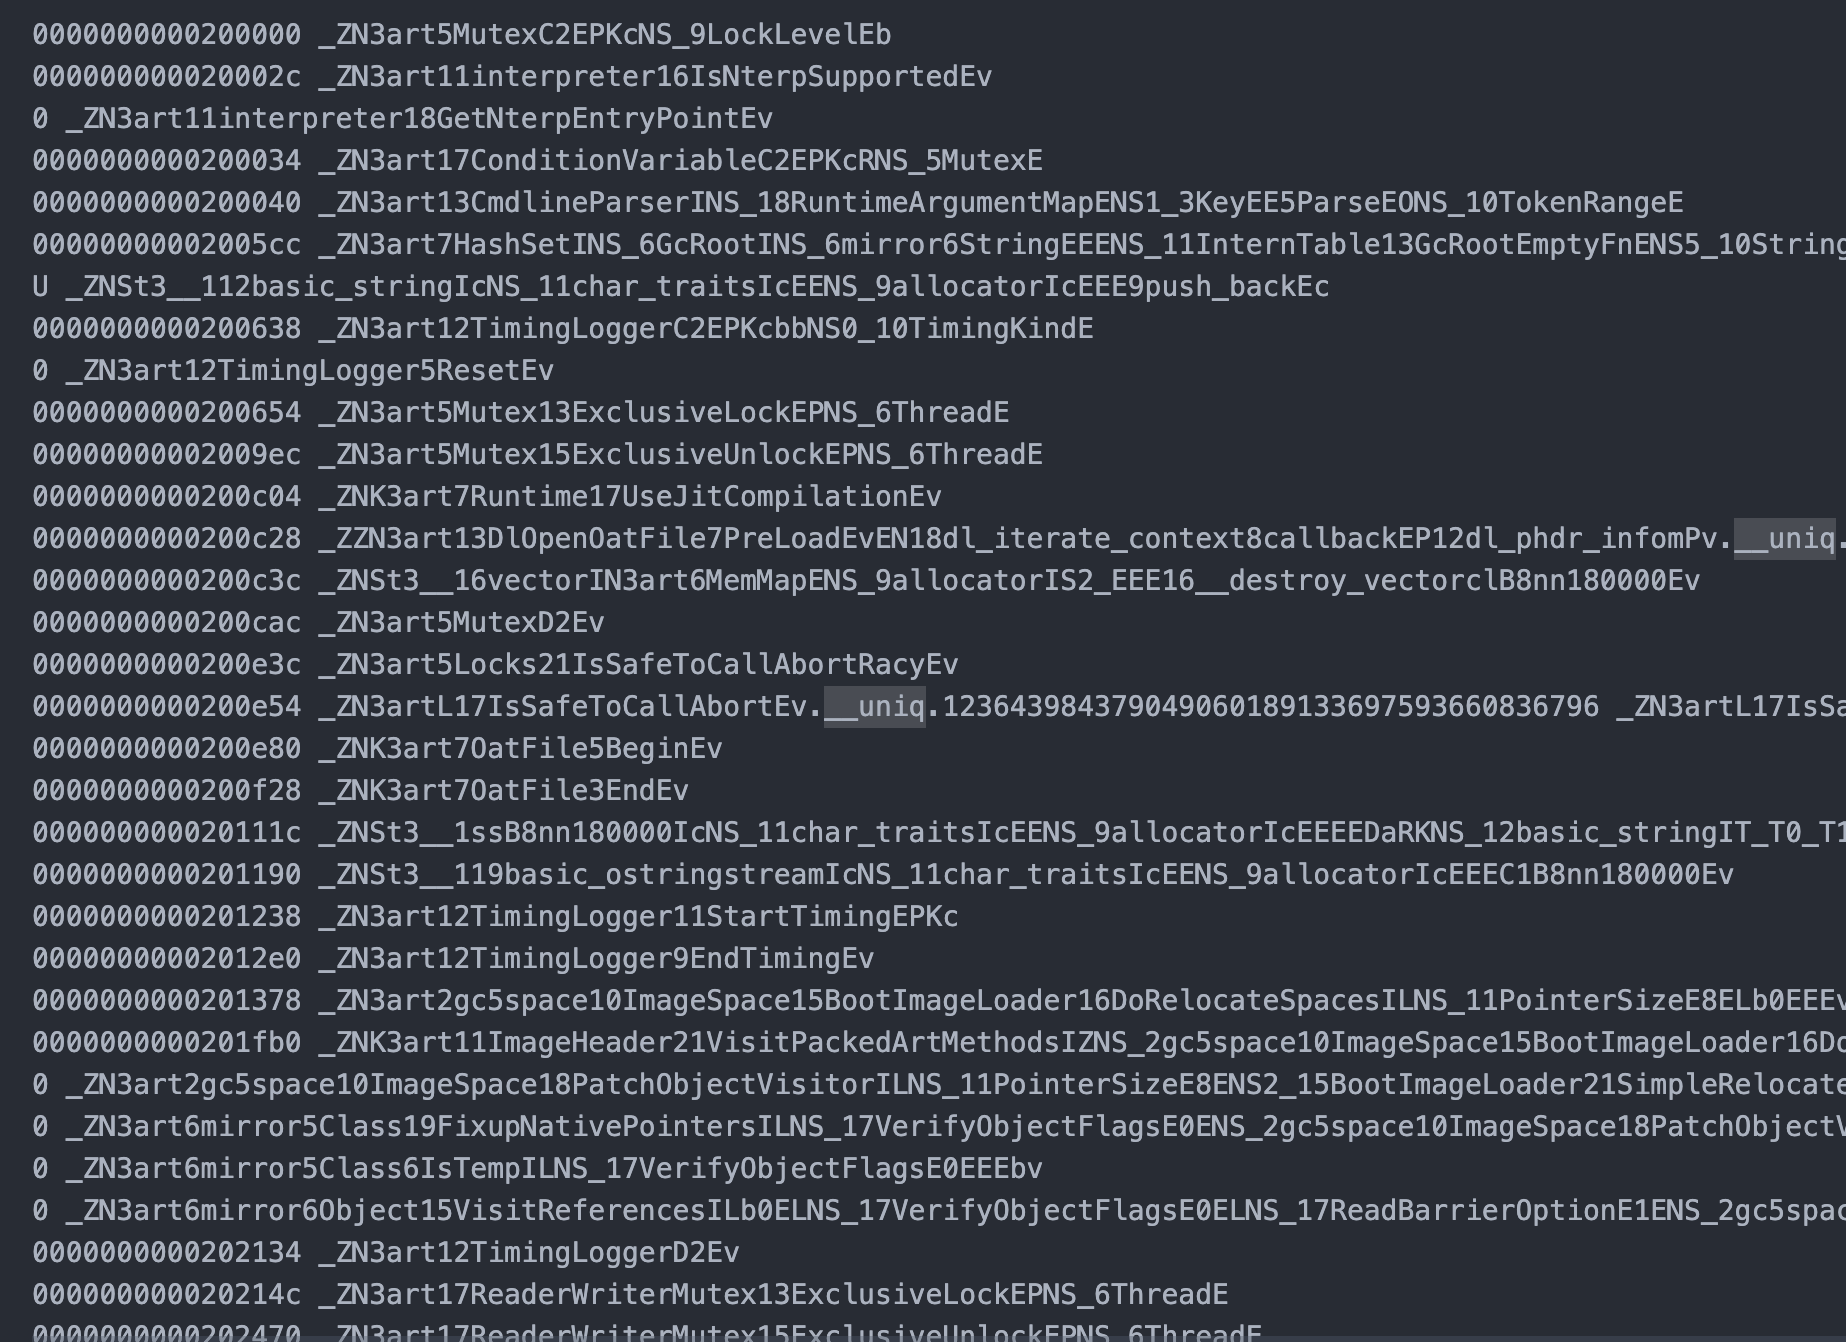 0000000000200000 _ZN3art5MutexC2EPKcNS_9LockLevelEb
000000000020002c _ZN3art11interpreter16IsNterpSupportedEv
0 _ZN3art11interpreter18GetNterpEntryPointEv
0000000000200034 _ZN3art17ConditionVariableC2EPKcRNS_5MutexE
0000000000200040 _ZN3art13CmdlineParserINS_18RuntimeArgumentMapENS1_3KeyEE5ParseEONS_10TokenRangeE
00000000002005cc _ZN3art7HashSetINS_6GcRootINS_6mirror6StringEEENS_11InternTable13GcRootEmptyFnENS5_10String
U _ZNSt3__112basic_stringIcNS_11char_traitsIcEENS_9allocatorIcEEE9push_backEc
0000000000200638 _ZN3art12TimingLoggerC2EPKcbbNS0_10TimingKindE
0 _ZN3art12TimingLogger5ResetEv
0000000000200654 _ZN3art5Mutex13ExclusiveLockEPNS_6ThreadE
00000000002009ec _ZN3art5Mutex15ExclusiveUnlockEPNS_6ThreadE
0000000000200c04 _ZNK3art7Runtime17UseJitCompilationEv
0000000000200c28 _ZZN3art13DlOpenOatFile7PreLoadEvEN18dl_iterate_context8callbackEP12dl_phdr_infomPv.__uniq.
0000000000200c3c _ZNSt3__16vectorIN3art6MemMapENS_9allocatorIS2_EEE16__destroy_vectorclB8nn180000Ev
0000000000200cac _ZN3art5MutexD2Ev
0000000000200e3c _ZN3art5Locks21IsSafeToCallAbortRacyEv
0000000000200e54 _ZN3artL17IsSafeToCallAbortEv.__uniq.123643984379049060189133697593660836796 _ZN3artL17IsSa
0000000000200e80 _ZNK3art7OatFile5BeginEv
0000000000200f28 _ZNK3art7OatFile3EndEv
000000000020111c _ZNSt3__1ssB8nn180000IcNS_11char_traitsIcEENS_9allocatorIcEEEEDaRKNS_12basic_stringIT_T0_T1
0000000000201190 _ZNSt3__119basic_ostringstreamIcNS_11char_traitsIcEENS_9allocatorIcEEEC1B8nn180000Ev
0000000000201238 _ZN3art12TimingLogger11StartTimingEPKc
00000000002012e0 _ZN3art12TimingLogger9EndTimingEv
0000000000201378 _ZN3art2gc5space10ImageSpace15BootImageLoader16DoRelocateSpacesILNS_11PointerSizeE8ELb0EEEv
0000000000201fb0 _ZNK3art11ImageHeader21VisitPackedArtMethodsIZNS_2gc5space10ImageSpace15BootImageLoader16Do
0 _ZN3art2gc5space10ImageSpace18PatchObjectVisitorILNS_11PointerSizeE8ENS2_15BootImageLoader21SimpleRelocate
0 _ZN3art6mirror5Class19FixupNativePointersILNS_17VerifyObjectFlagsE0ENS_2gc5space10ImageSpace18PatchObjectV
0 _ZN3art6mirror5Class6IsTempILNS_17VerifyObjectFlagsE0EEEbv
0 _ZN3art6mirror6Object15VisitReferencesILb0ELNS_17VerifyObjectFlagsE0ELNS_17ReadBarrierOptionE1ENS_2gc5spac
0000000000202134 _ZN3art12TimingLoggerD2Ev
000000000020214c _ZN3art17ReaderWriterMutex13ExclusiveLockEPNS_6ThreadE
0000000000202470 _ZN3art17ReaderWriterMutex15ExclusiveUnlockEPNS_6ThreadE